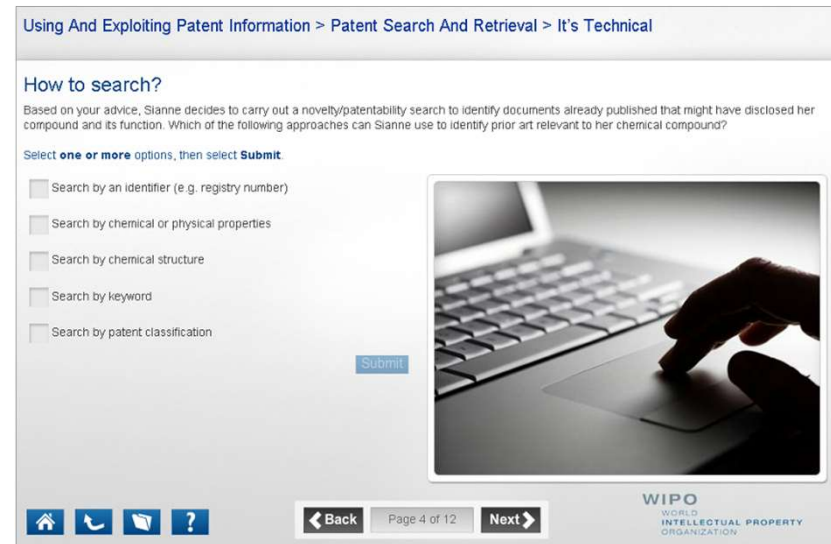 Using And Exploiting Patent Information > Patent Search And Retrieval > It's Technical
How to search?
Based on your advice, Sianne decides to carry out a novelty/patentability search to identify documents already published that might have disclosed her
compound and its function. Which of the following approaches can Sianne use to identify prior art relevant to her chemical compound?
Select one or more options, then select Submit.
Search by an identifier (e.g. registry number)
Search by chemical or physical properties
Search by chemical structure
Search by keyword
Search by patent classification
Submit
?
Back
Page 4 of 12
Next
WIPO
WORLD
INTELLECTUAL PROPERTY
ORGANIZATION